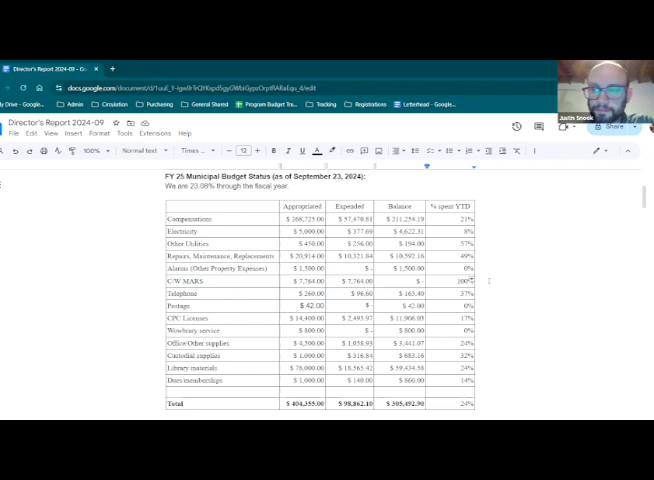 Director's Report 2024-09 - Go
docs.google.com/document/d/
/edit
My Drive - Google...
Admin
Circulation
Purchasing
General Shared
Program Budget Tra...
Tracking
Registrations
Letterhead - Google...
Justin Snook
Director's Report 2024-09
File Edit View Insert Format Tools Extensions Help
Share
100% Normal text Times ... 12 B I U A
FY 25 Municipal Budget Status (as of September 23, 2024):
We are 23.08% through the fiscal year.
Appropriated Expended Balance % spent YTD
Compensations $ 268,725.00 $ 57,470.81 $ 211,254.19 21%
Electricity $ 5,000.00 $ 377.69 $ 4,622.31 8%
Other Utilities $ 450.00 $ 256.00 $ 194.00 57%
Repairs, Maintenance, Replacements $ 20,914.00 $ 10,321.84 $ 10,592.16 49%
Alarms (Other Property Expenses) $ 1,500.00 $ - $ 1,500.00 0%
C/W MARS $ 7,764.00 $ 7,764.00 $ - 100%
Telephone $ 260.00 $ 96.60 $ 163.40 37%
Postage $ 42.00 $ - $ 42.00 0%
CPC Licenses $ 14,400.00 $ 2,493.97 $ 11,906.03 17%
Wowbrary service $ 800.00 $ - $ 800.00 0%
Office/Other supplies $ 4,500.00 $ 1,058.93 $ 3,441.07 24%
Custodial supplies $ 1,000.00 $ 316.84 $ 683.16 32%
Library materials $ 78,000.00 $ 18,565.42 $ 59,434.58 24%
Dues/memberships $ 1,000.00 $ 140.00 $ 860.00 14%
Total $ 404,355.00 $ 98,862.10 $ 305,492.90 24%